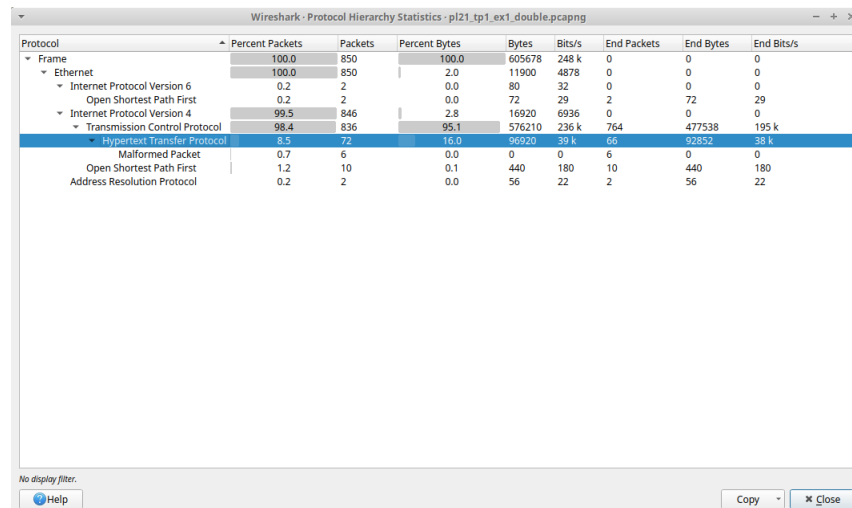 Wireshark · Protocol Hierarchy Statistics · pl21_tp1_ex1_double.pcapng
Protocol Percent Packets Packets Percent Bytes Bytes Bits/s End Packets End Bytes End Bits/s
Frame 100.0 850 100.0 605678 248 k 0 0 0
Ethernet 100.0 850 2.0 11900 4878 0 0 0
Internet Protocol Version 6 0.2 2 0.0 80 32 0 0 0
Open Shortest Path First 0.2 2 0.0 72 29 2 72 29
Internet Protocol Version 4 99.5 846 2.8 16920 6936 0 0 0
Transmission Control Protocol 98.4 836 95.1 576210 236 k 764 477538 195 k
Hypertext Transfer Protocol 8.5 72 16.0 96920 39 k 66 92852 38 k
Malformed Packet 0.7 6 0.0 0 0 6 0 0
Open Shortest Path First 1.2 10 0.1 440 180 10 440 180
Address Resolution Protocol 0.2 2 0.0 56 22 2 56 22
No display filter.
Help Copy Close